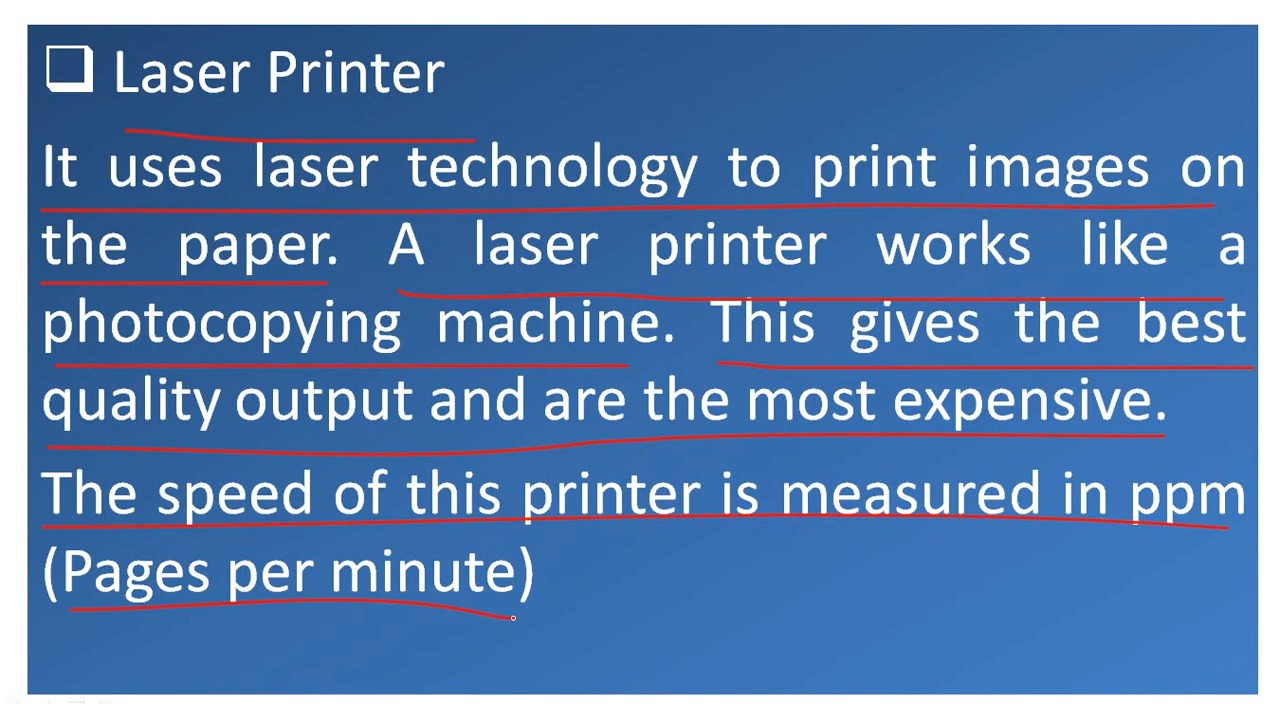 Laser Printer
It uses laser technology to print images on
the paper. A laser printer works like a
photocopying machine. This gives the best
quality output and are the most expensive.
The speed of this printer is measured in ppm
(Pages per minute)